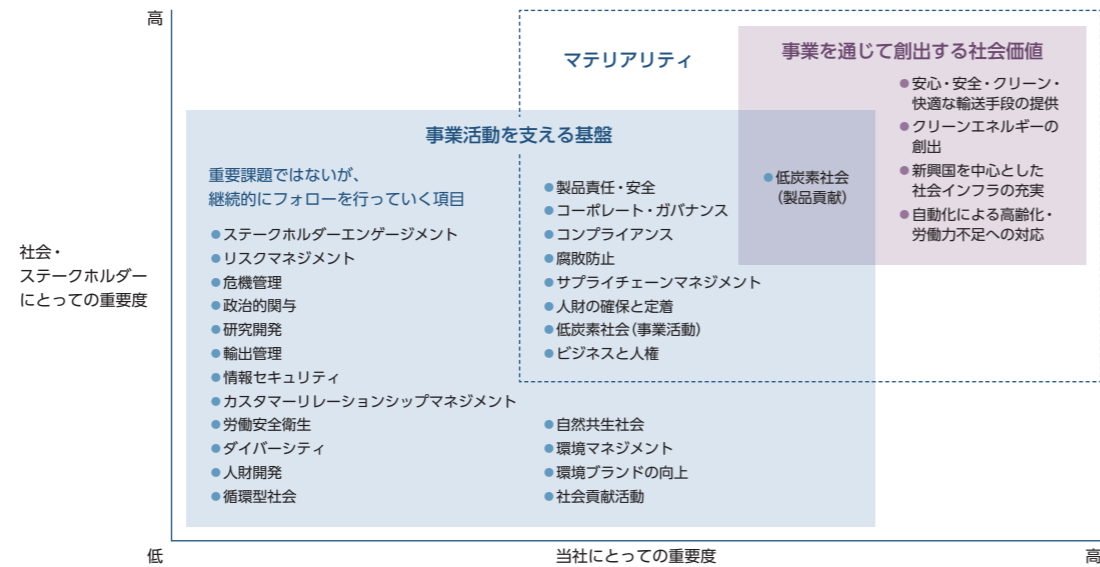 高
マテリアリティ
事業を通じて創出する社会価値
●安心・安全・クリーン・
快適な輸送手段の提供
●クリーンエネルギーの
創出
●新興国を中心とした
社会インフラの充実
●自動化による高齢化・
労働力不足への対応
事業活動を支える基盤
重要課題ではないが、
継続的にフォローを行っていく項目
●ステークホルダーエンゲージメント
●リスクマネジメント
●危機管理
●政治的関与
●研究開発
●輸出管理
●情報セキュリティ
●カスタマーリレーションシップマネジメント
●労働安全衛生
●ダイバーシティ
●人財開発
●循環型社会
●製品責任・安全
●コーポレート・ガバナンス
●コンプライアンス
●腐敗防止
●サプライチェーンマネジメント
●人財の確保と定着
●低炭素社会(事業活動)
●ビジネスと人権
●自然共生社会
●環境マネジメント
●環境ブランドの向上
●社会貢献活動
●低炭素社会
(製品貢献)
社会・
ステークホルダー
にとっての重要度
低
当社にとっての重要度
高